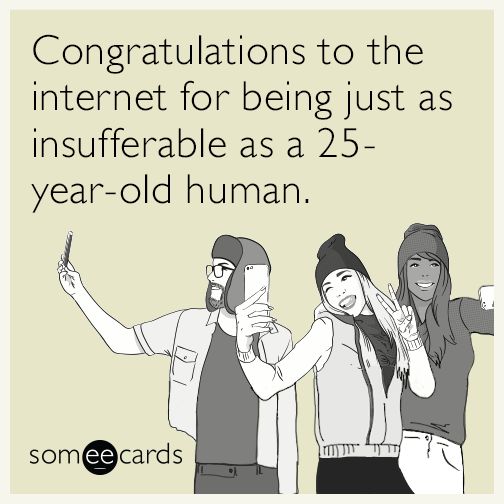 Congratulations to the
internet for being just as
insufferable as a 25-
year-old human.
someecards